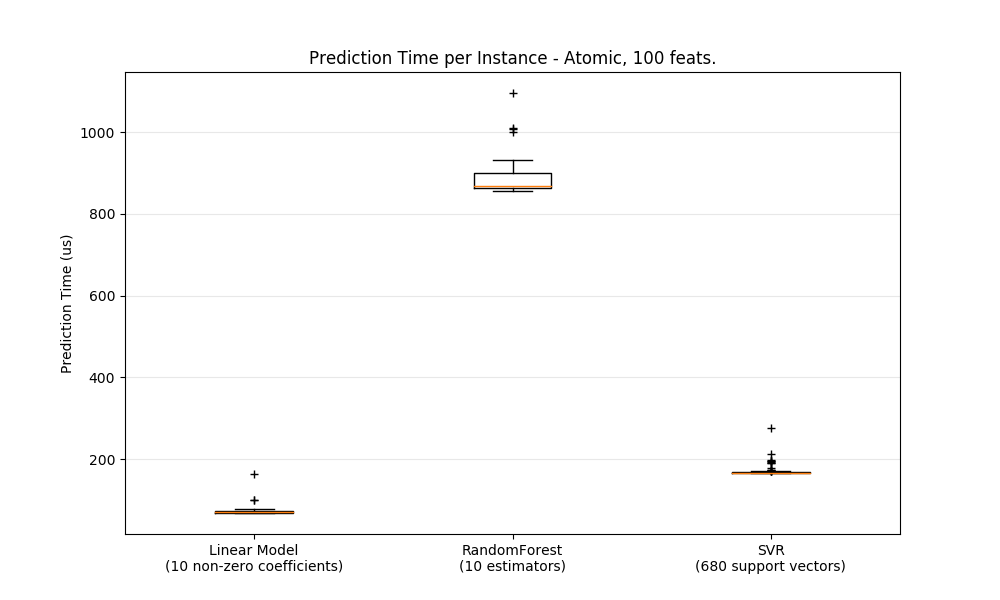 Prediction Time per Instance - Atomic, 100 feats.
1000
800
600
400
200
Prediction Time (us)
Linear Model
(10 non-zero coefficients)
RandomForest
(10 estimators)
SVR
(680 support vectors)